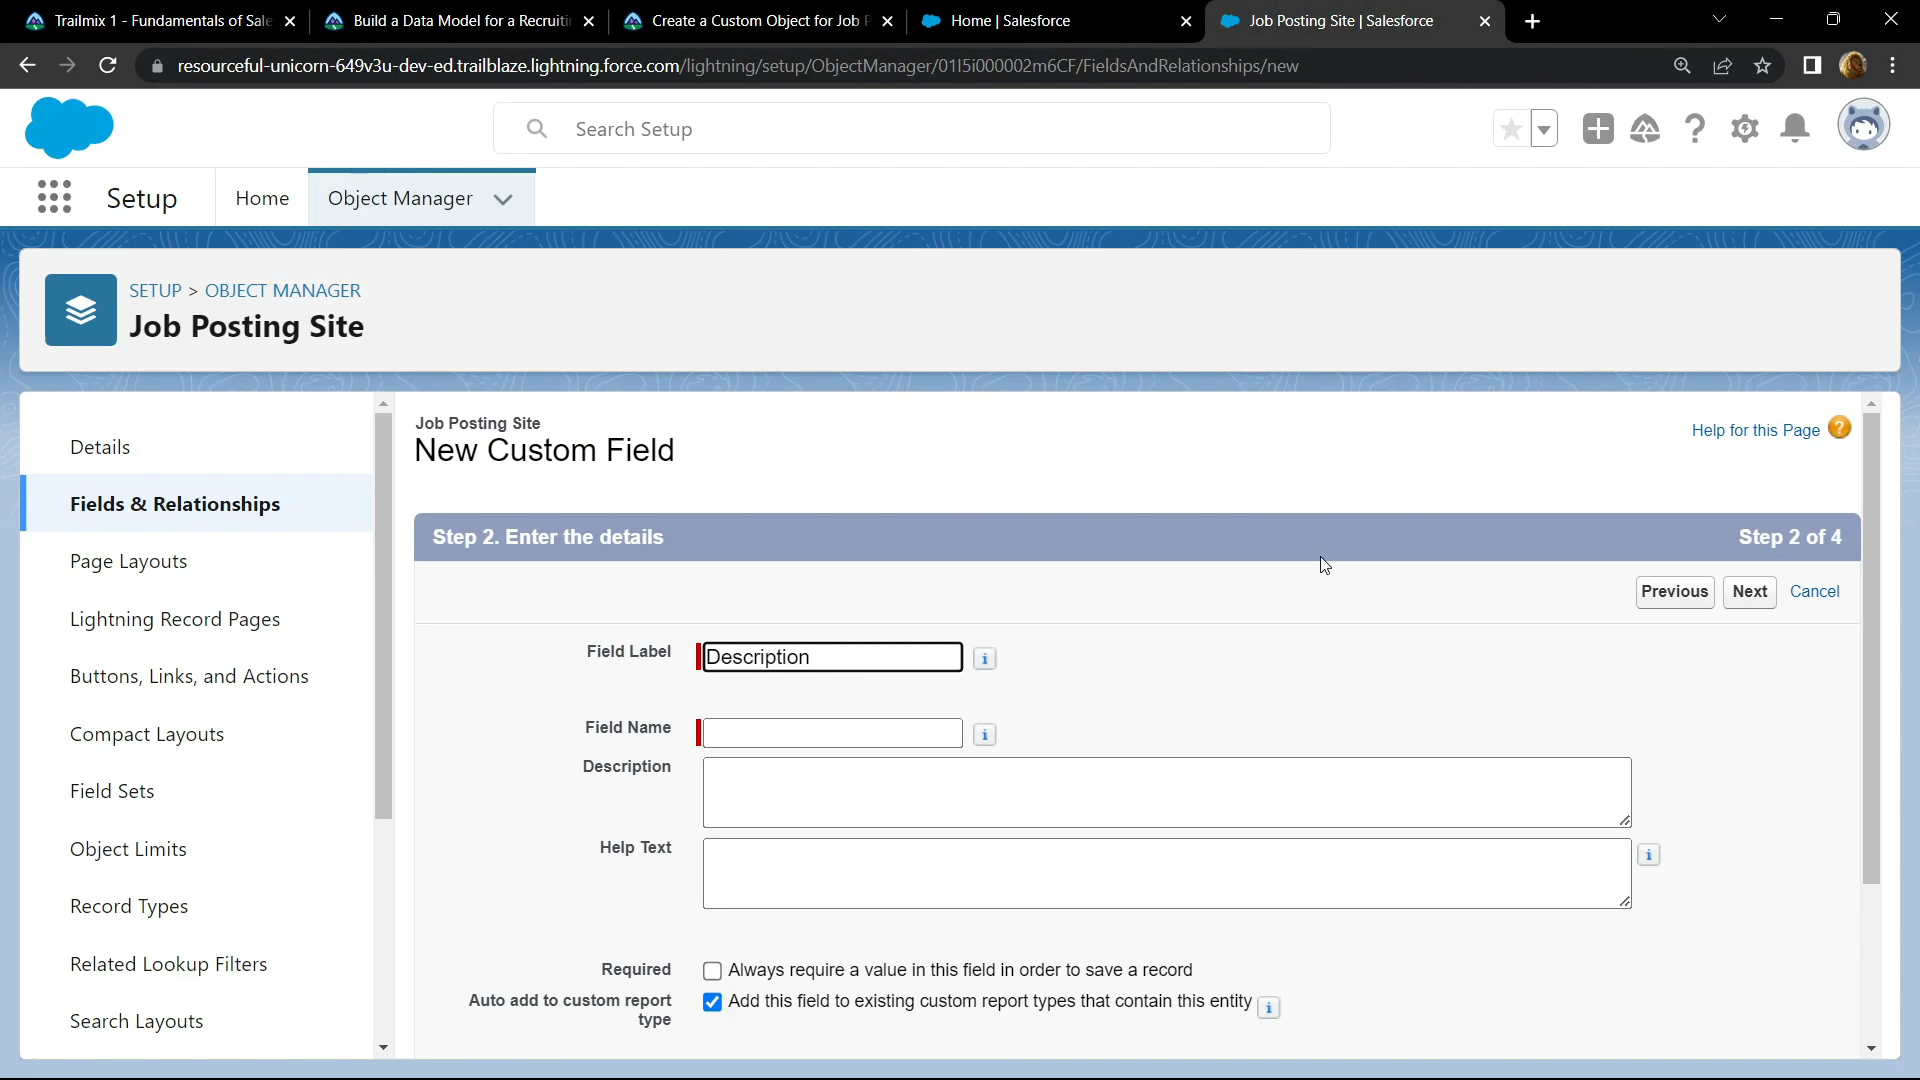 Trailmix 1 - Fundamentals of Sale
Build a Data Model for a Recruitin
Create a Custom Object for Job P
Home | Salesforce
Job Posting Site | Salesforce
resourceful-unicorn-649v3u-dev-ed.trailblaze.lightning.force.com/lightning/setup/ObjectManager/01I5i000002m6CF/FieldsAndRelationships/new
Search Setup
Setup
Home
Object Manager
SETUP > OBJECT MANAGER
Job Posting Site
Details
Fields & Relationships
Page Layouts
Lightning Record Pages
Buttons, Links, and Actions
Compact Layouts
Field Sets
Object Limits
Record Types
Related Lookup Filters
Search Layouts
Job Posting Site
New Custom Field
Help for this Page
Step 2. Enter the details
Step 2 of 4
Previous
Next
Cancel
Field Label
Description
Field Name
Description
Help Text
Required
Always require a value in this field in order to save a record
Auto add to custom report
type
Add this field to existing custom report types that contain this entity